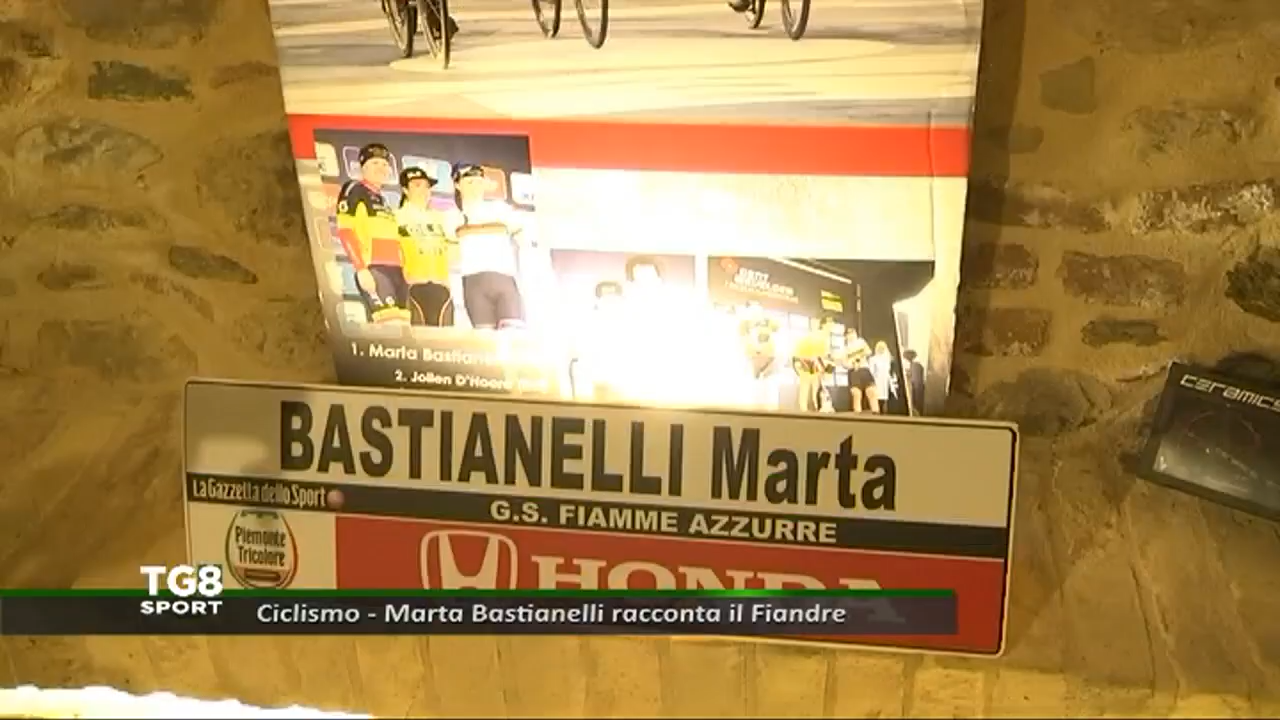 1. Marta
2. Jolien D'Hoore
BASTIANELLI Marta
La Gazzetta dello Sport
G.S. FIAMME AZZURRE
Piemonte
Tricolore
HONDA
ceramic
TG8
SPORT
Ciclismo - Marta Bastianelli racconta il Fiandre